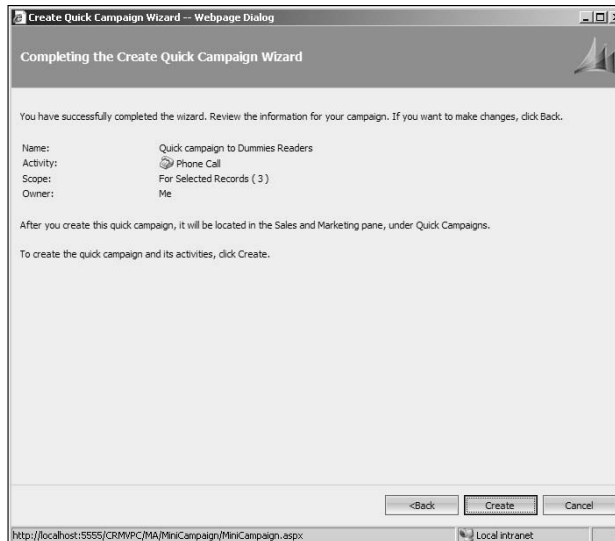 Create Quick Campaign Wizard -- Webpage Dialog
Completing the Create Quick Campaign Wizard
You have successfully completed the wizard. Review the information for your campaign. If you want to make changes, click Back.
Name: Quick campaign to Dummies Readers
Activity: Phone Call
Scope: For Selected Records ( 3 )
Owner: Me
After you create this quick campaign, it will be located in the Sales and Marketing pane, under Quick Campaigns.
To create the quick campaign and its activities, click Create.
<Back Create Cancel
http://localhost:5555/CRMVPC/MA/MiniCampaign/MiniCampaign.aspx Local intranet